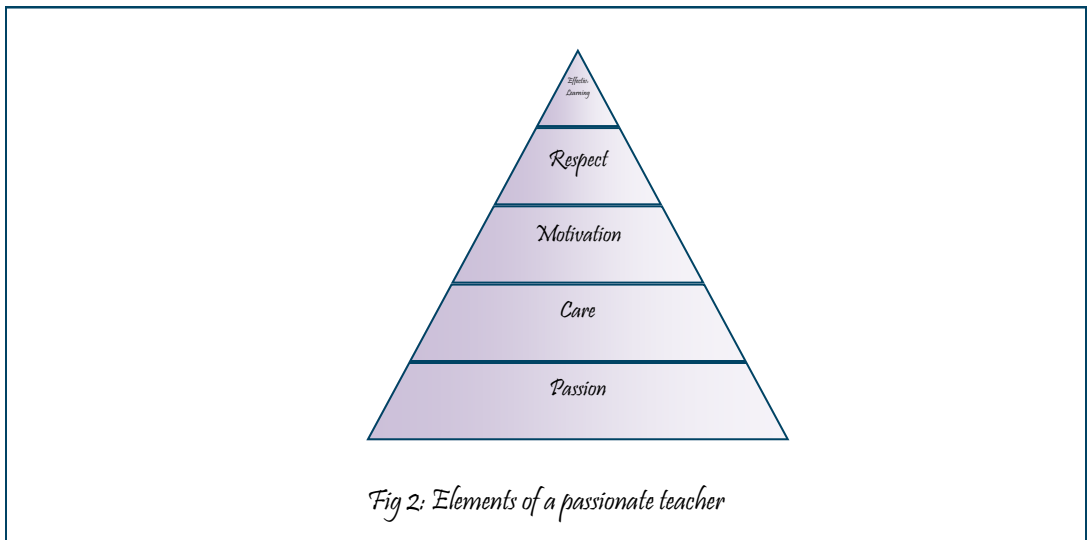 Effective
Learning
Respect
Motivation
Care
Passion
Fig 2: Elements of a passionate teacher